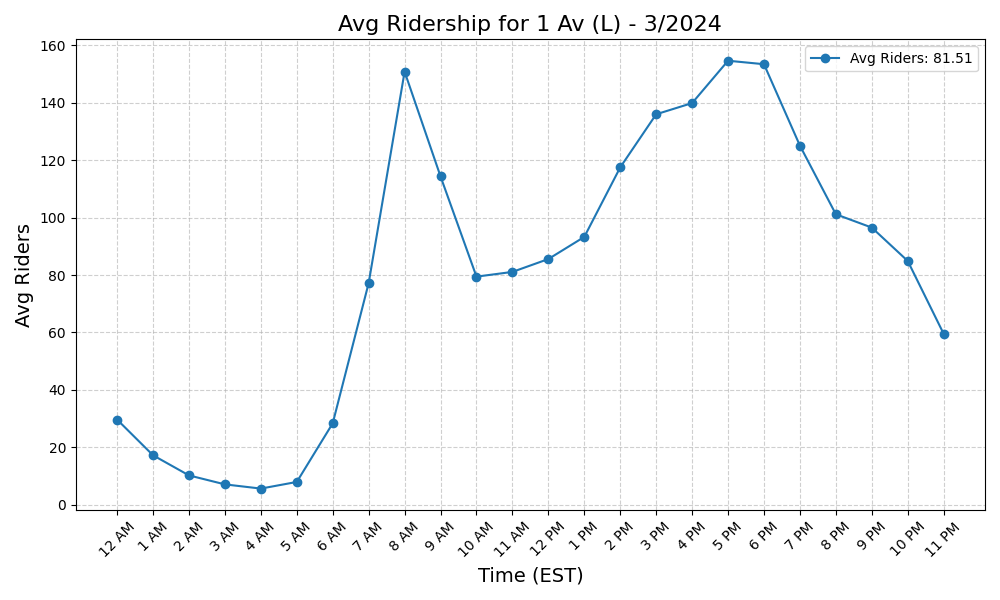 Avg Ridership for 1 Av (L) - 3/2024
Avg Riders: 81.51
Avg Riders
160
140
120
100
80
60
40
20
0
12 AM
1 AM
2 AM
3 AM
4 AM
5 AM
6 AM
7 AM
8 AM
9 AM
10 AM
11 AM
12 PM
1 PM
2 PM
3 PM
4 PM
5 PM
6 PM
7 PM
8 PM
9 PM
10 PM
11 PM
Time (EST)